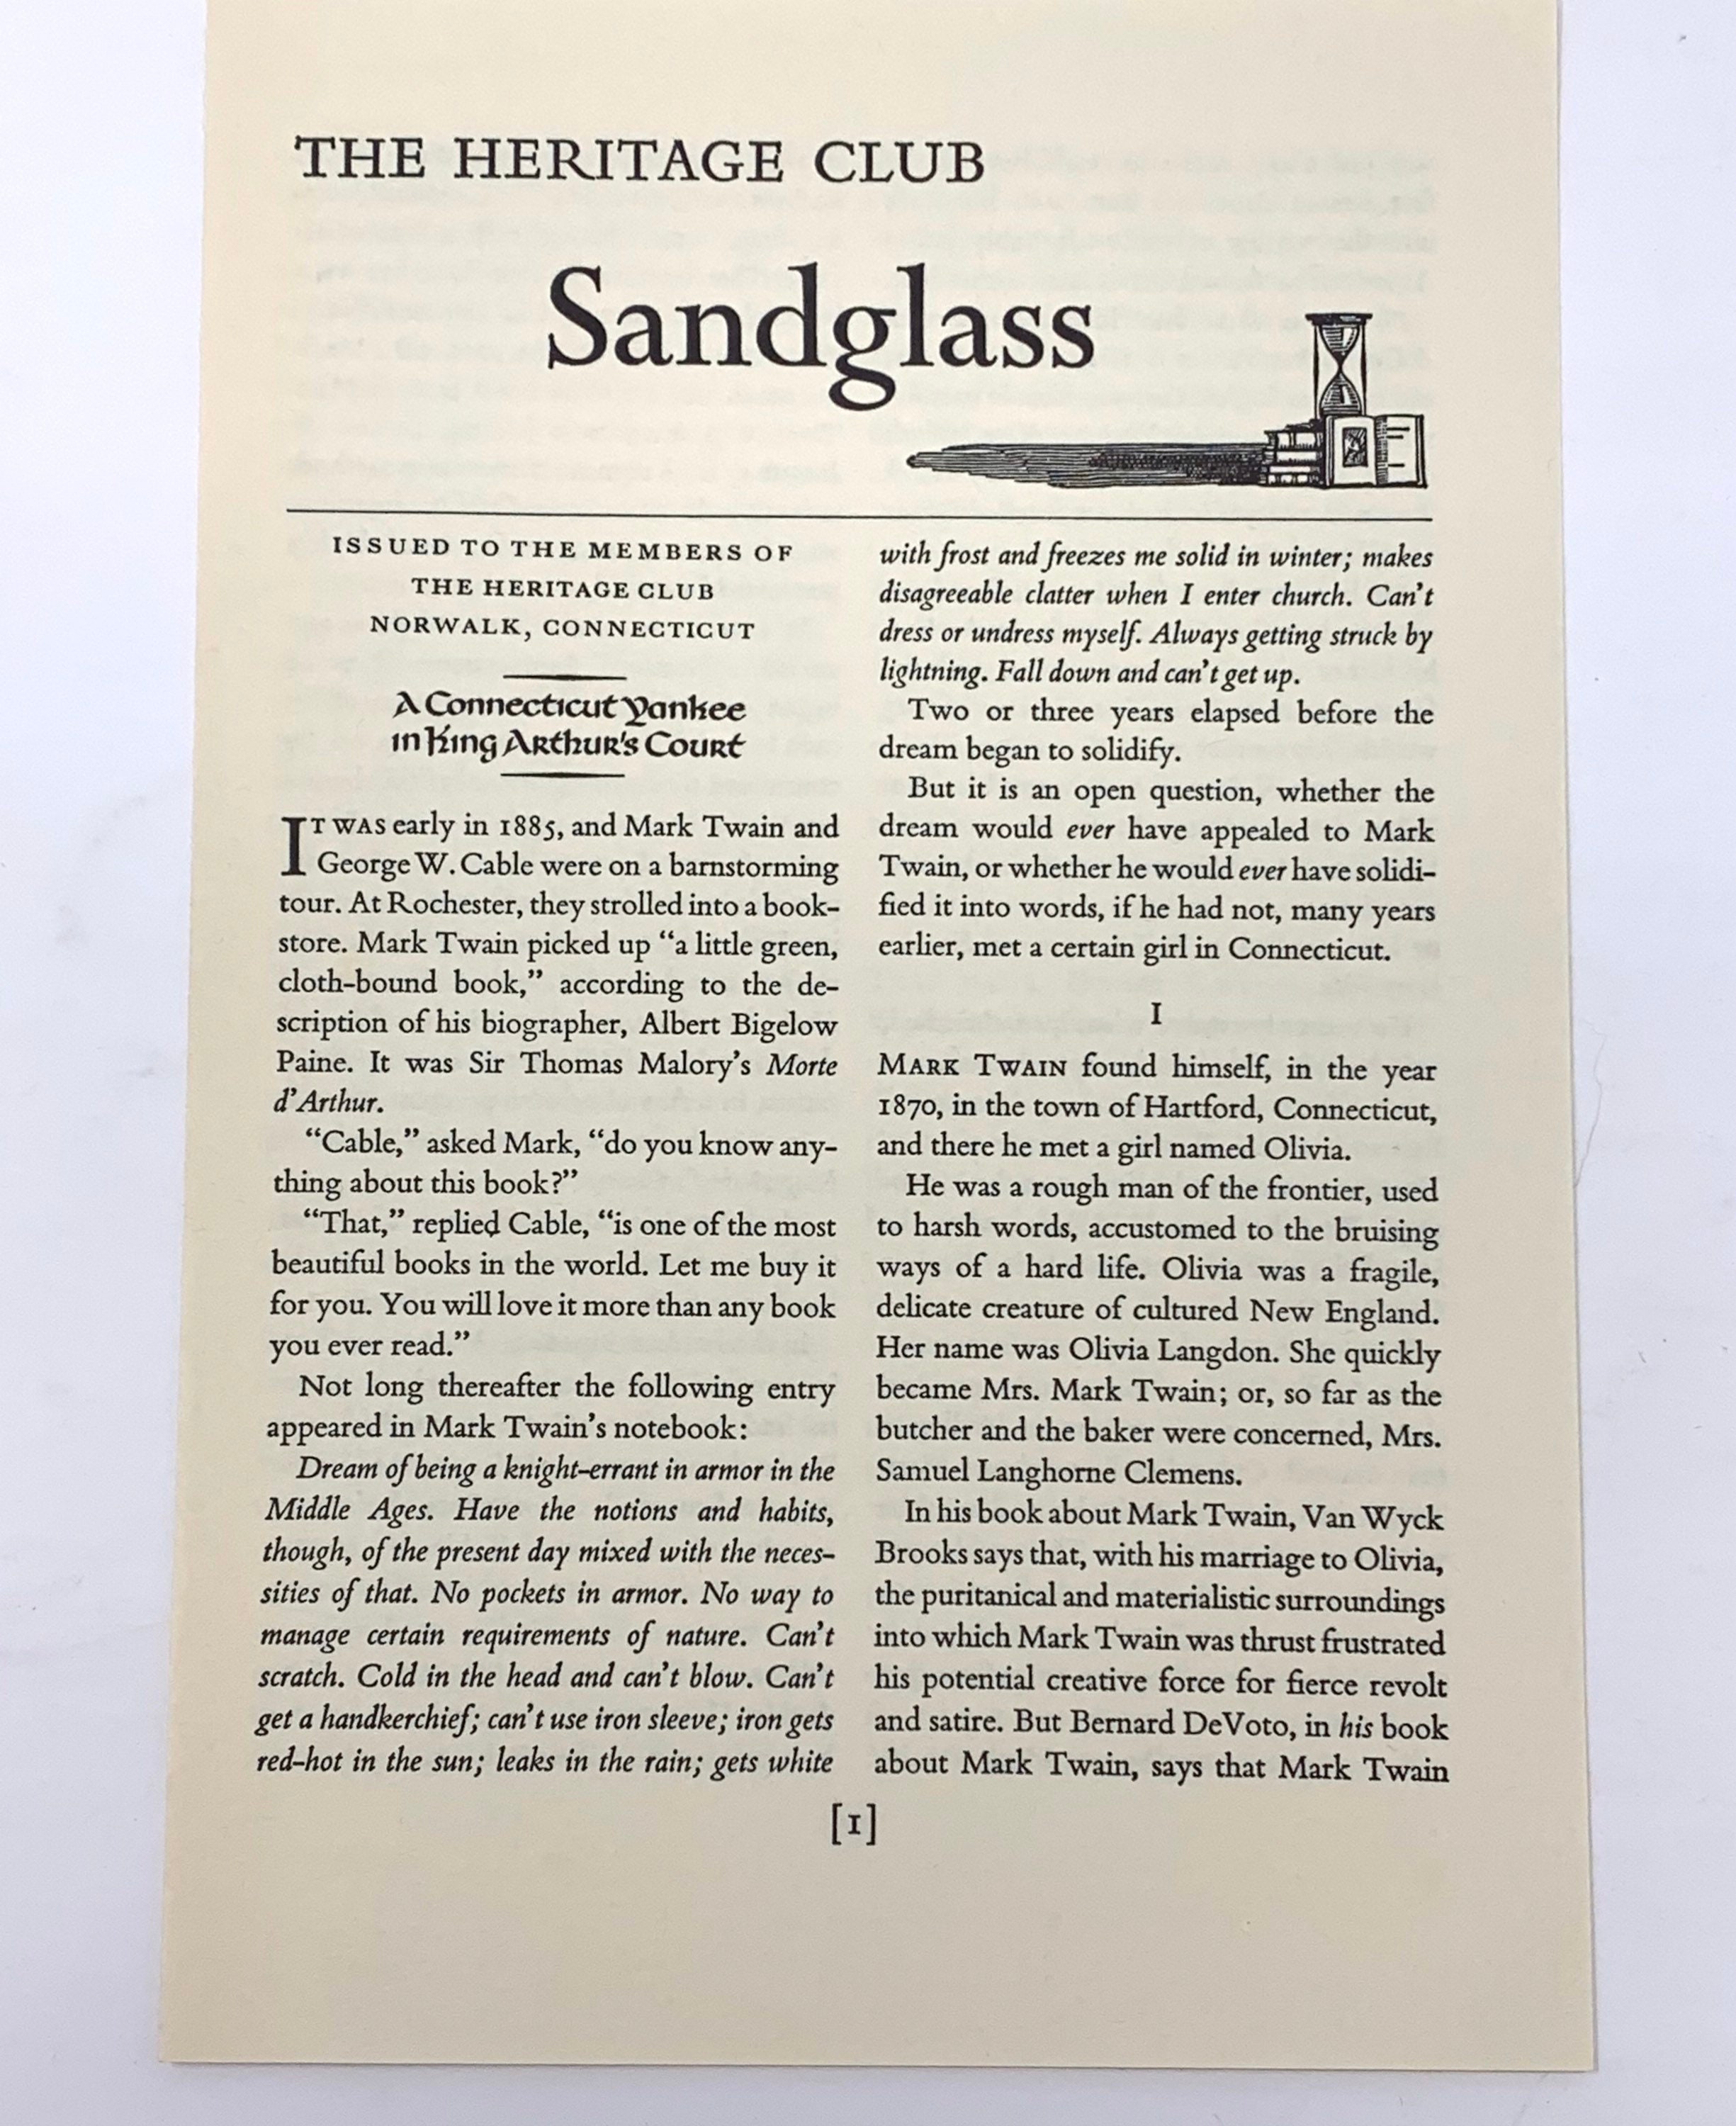 THE HERITAGE CLUB
Sandglass
ISSUED TO THE MEMBERS OF
THE HERITAGE CLUB
NORWALK, CONNECTICUT
A Connecticut Yankee
in King Arthur's Court
IT WAS early in 1885, and Mark Twain and
George W. Cable were on a barnstorming
tour. At Rochester, they strolled into a book-
store. Mark Twain picked up “a little green,
cloth-bound book,” according to the de-
scription of his biographer, Albert Bigelow
Paine. It was Sir Thomas Malory’s Morte
d’Arthur.
“Cable,” asked Mark, “do you know any-
thing about this book?”
“That,” replied Cable, “is one of the most
beautiful books in the world. Let me buy it
for you. You will love it more than any book
you ever read.”
Not long thereafter the following entry
appeared in Mark Twain’s notebook:
Dream of being a knight-errant in armor in the
Middle Ages. Have the notions and habits,
though, of the present day mixed with the neces-
sities of that. No pockets in armor. No way to
manage certain requirements of nature. Can’t
scratch. Cold in the head and can’t blow. Can’t
get a handkerchief; can’t use iron sleeve; iron gets
red-hot in the sun; leaks in the rain; gets white
with frost and freezes me solid in winter; makes
disagreeable clatter when I enter church. Can’t
dress or undress myself. Always getting struck by
lightning. Fall down and can’t get up.
Two or three years elapsed before the
dream began to solidify.
But it is an open question, whether the
dream would ever have appealed to Mark
Twain, or whether he would ever have solidi-
fied it into words, if he had not, many years
earlier, met a certain girl in Connecticut.
I
MARK TWAIN found himself, in the year
1870, in the town of Hartford, Connecticut,
and there he met a girl named Olivia.
He was a rough man of the frontier, used
to harsh words, accustomed to the bruising
ways of a hard life. Olivia was a fragile,
delicate creature of cultured New England.
Her name was Olivia Langdon. She quickly
became Mrs. Mark Twain; or, so far as the
butcher and the baker were concerned, Mrs.
Samuel Langhorne Clemens.
In his book about Mark Twain, Van Wyck
Brooks says that, with his marriage to Olivia,
the puritanical and materialistic surroundings
into which Mark Twain was thrust frustrated
his potential creative force for fierce revolt
and satire. But Bernard DeVoto, in his book
about Mark Twain, says that Mark Twain
[1]